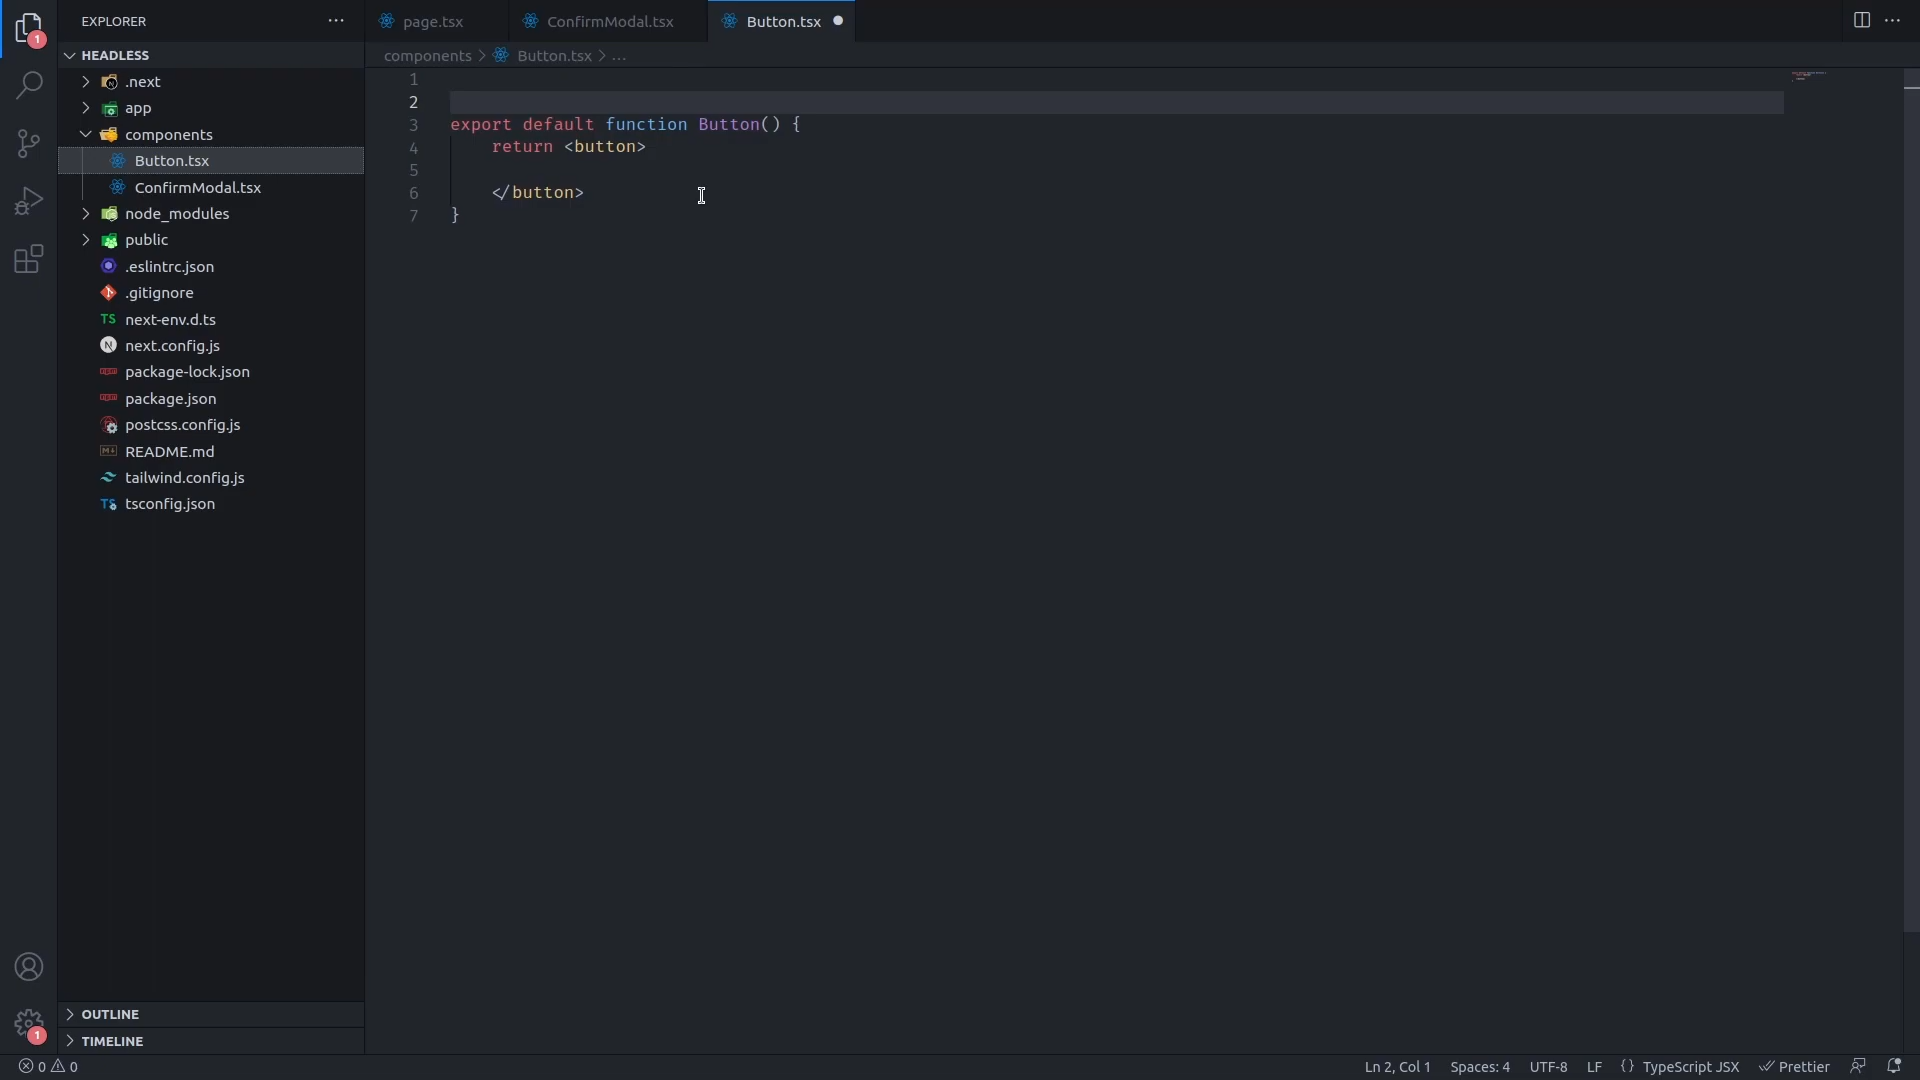 EXPLORER
HEADLESS
.next
app
components
Button.tsx
ConfirmModal.tsx
node_modules
public
.eslintrc.json
.gitignore
next-env.d.ts
next.config.js
package-lock.json
package.json
postcss.config.js
README.md
tailwind.config.js
tsconfig.json
OUTLINE
TIMELINE
1
1
page.tsx
ConfirmModal.tsx
Button.tsx
components > Button.tsx > ...
1
2
3 export default function Button() {
4 return <button>
5
6 </button>
7 }
0 0
Ln 2, Col 1 Spaces: 4 UTF-8 LF {} TypeScript JSX Prettier